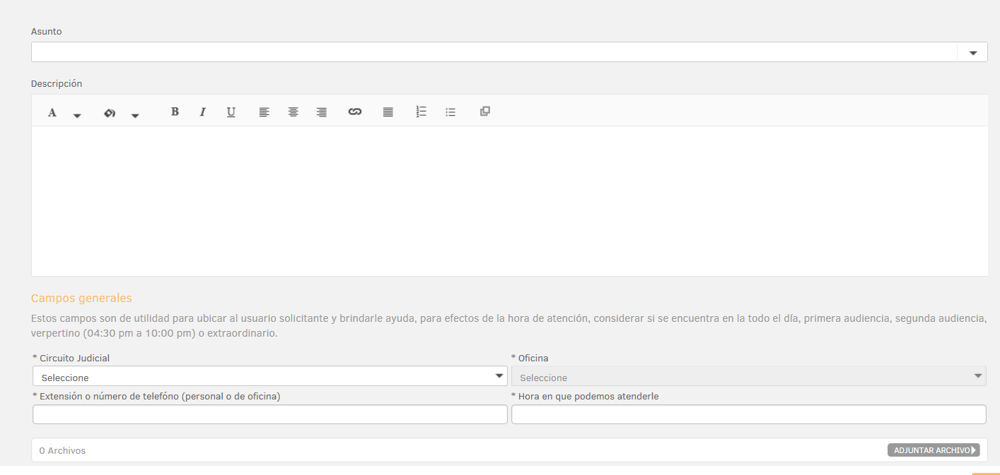 Asunto
Descripción
A B I U
Campos generales
Estos campos son de utilidad para ubicar al usuario solicitante y brindarle ayuda, para efectos de la hora de atención, considerar si se encuentra en la todo el día, primera audiencia, segunda audiencia,
verpertino (04:30 pm a 10:00 pm) o extraordinario.
* Circuito Judicial * Oficina
Seleccione Seleccione
* Extensión o número de telefóno (personal o de oficina) * Hora en que podemos atenderle
0 Archivos ADJUNTAR ARCHIVO